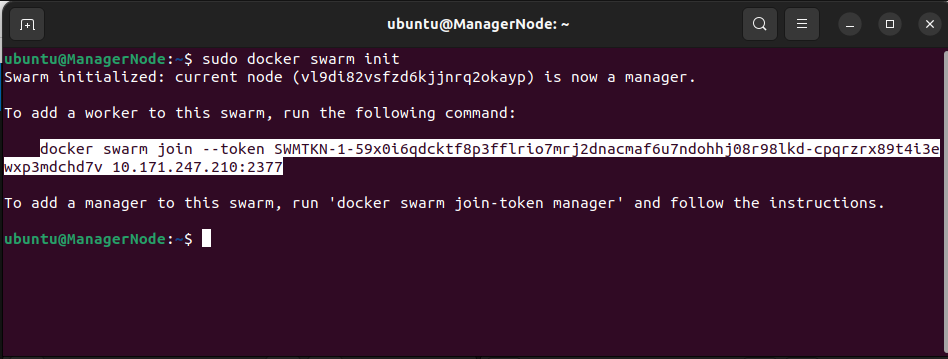 ubuntu@ManagerNode: ~
ubuntu@ManagerNode:~$ sudo docker swarm init
Swarm initialized: current node (vl9di82vsfzd6kjjnrq2okayp) is now a manager.
To add a worker to this swarm, run the following command:
docker swarm join --token SWMTKN-1-59x0i6qdcktf8p3fflrio7mrj2dnacmaf6u7ndohhj08r98lkd-cpqrzrx89t4i3e
wxp3mdchd7v 10.171.247.210:2377
To add a manager to this swarm, run 'docker swarm join-token manager' and follow the instructions.
ubuntu@ManagerNode:~$